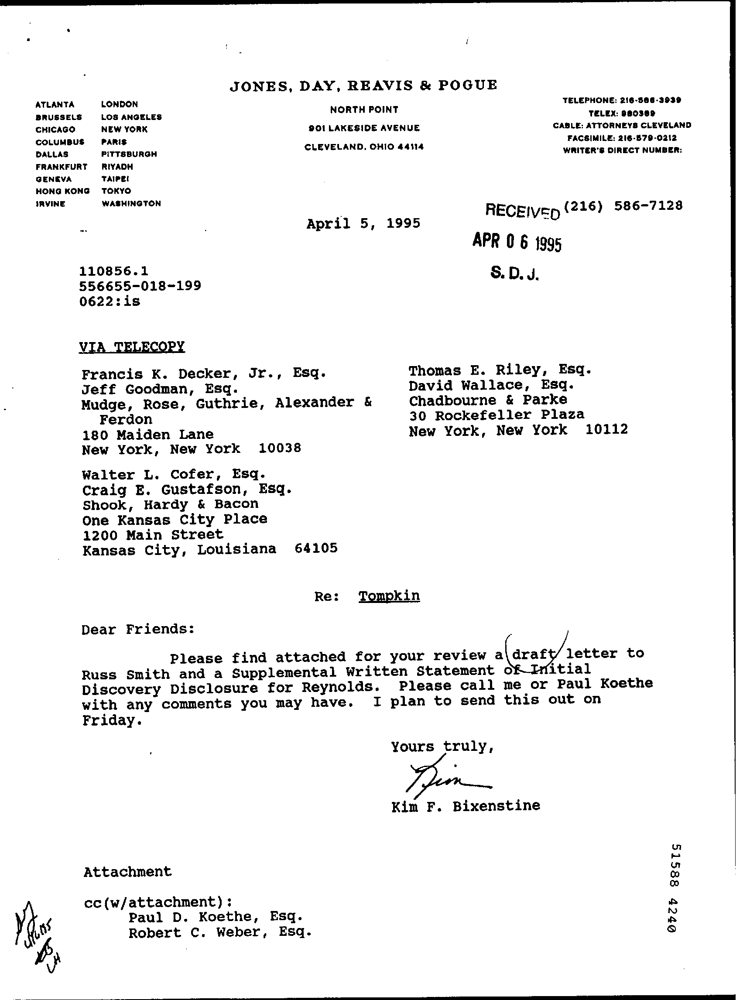 JONES, DAY, REAVIS & POGUE
ATLANTA LONDON
BRUSSELS LOS ANGELES
CHICAGO NEW YORK
COLUMBUS PARIS
DALLAS PITTSBURGH
FRANKFURT RIYADH
GENEVA TAIPEI
HONG KONG TOKYO
IRVINE WASHINGTON
NORTH POINT
901 LAKESIDE AVENUE
CLEVELAND, OHIO 44114
TELEPHONE: 216-586-3939
TELEX: 980389
CABLE: ATTORNEYS CLEVELAND
FACSIMILE: 216-579-0212
WRITER'S DIRECT NUMBER:
(216) 586-7128
RECEIVED
APR 06 1995
S. D. J.
April 5, 1995
110856.1
556655-018-199
0622:is
VIA TELECOPY
Francis K. Decker, Jr., Esq.
Jeff Goodman, Esq.
Mudge, Rose, Guthrie, Alexander &
Ferdon
180 Maiden Lane
New York, New York 10038
Thomas E. Riley, Esq.
David Wallace, Esq.
Chadbourne & Parke
30 Rockefeller Plaza
New York, New York 10112
Walter L. Cofer, Esq.
Craig E. Gustafson, Esq.
Shook, Hardy & Bacon
One Kansas City Place
1200 Main Street
Kansas City, Louisiana 64105
Re: Tompkin
Dear Friends:
Please find attached for your review a draft letter to
Russ Smith and a Supplemental Written Statement of Initial
Discovery Disclosure for Reynolds. Please call me or Paul Koethe
with any comments you may have. I plan to send this out on
Friday.
Yours truly,
Kim
Kim F. Bixenstine
Attachment
cc(w/attachment):
Paul D. Koethe, Esq.
Robert C. Weber, Esq.
51588 4240